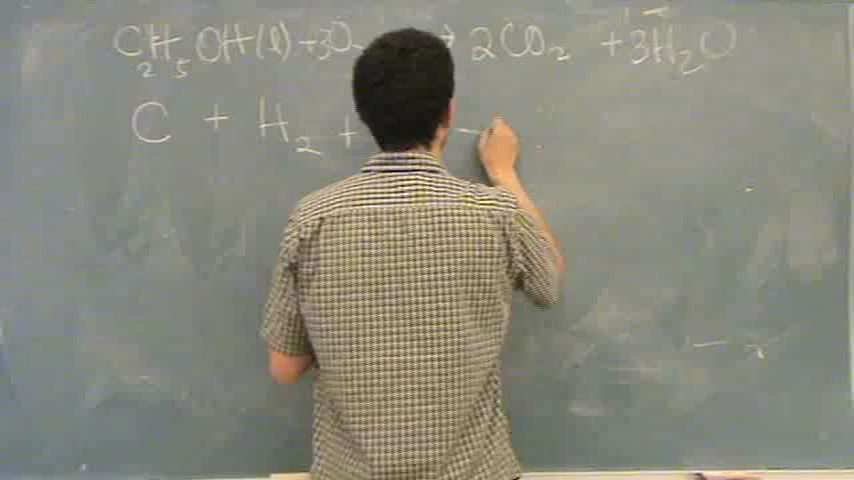 C₂H₅OH(l) + 3O₂ → 2CO₂ + 3H₂O
C + H₂ +